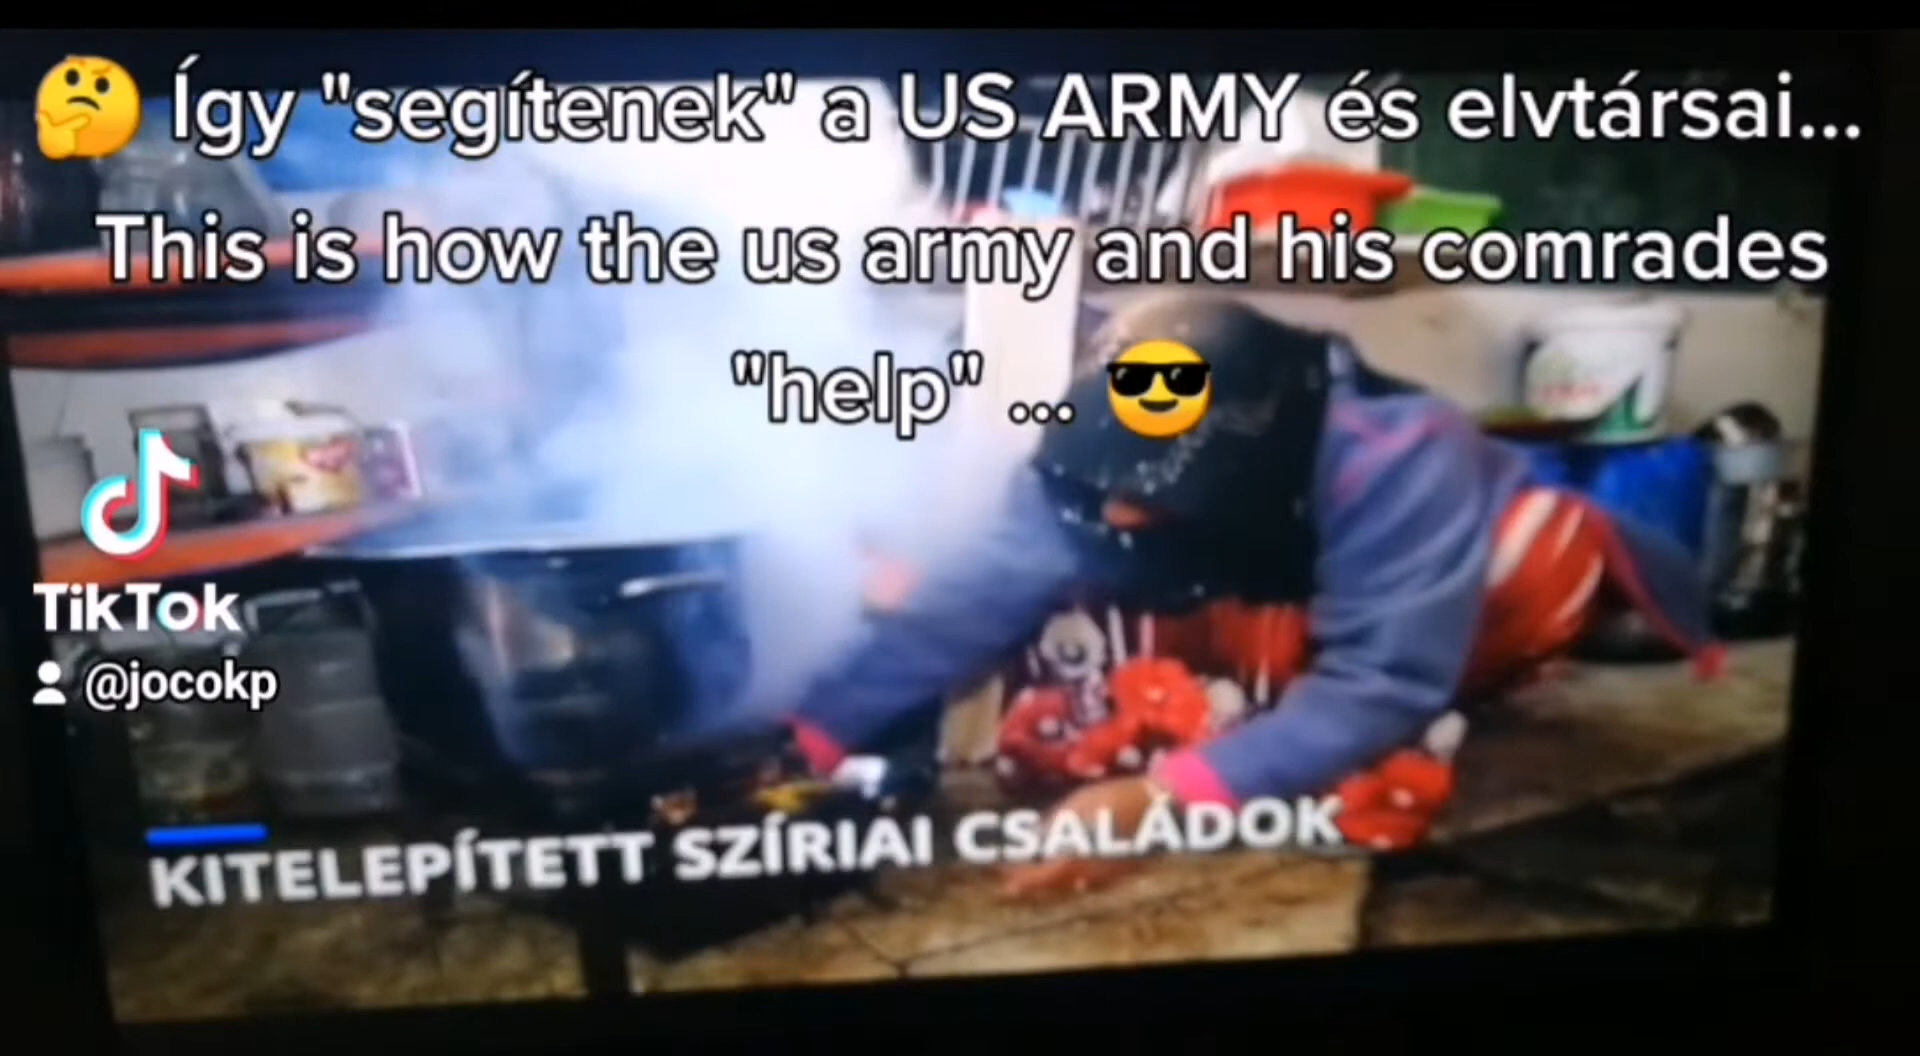 🤔 Így "segítenek" a US ARMY és elvtársai...
This is how the us army and his comrades
"help" ... 😎
TikTok
@jocokp
KITELEPÍTETT SZÍRIAI CSALÁDOK